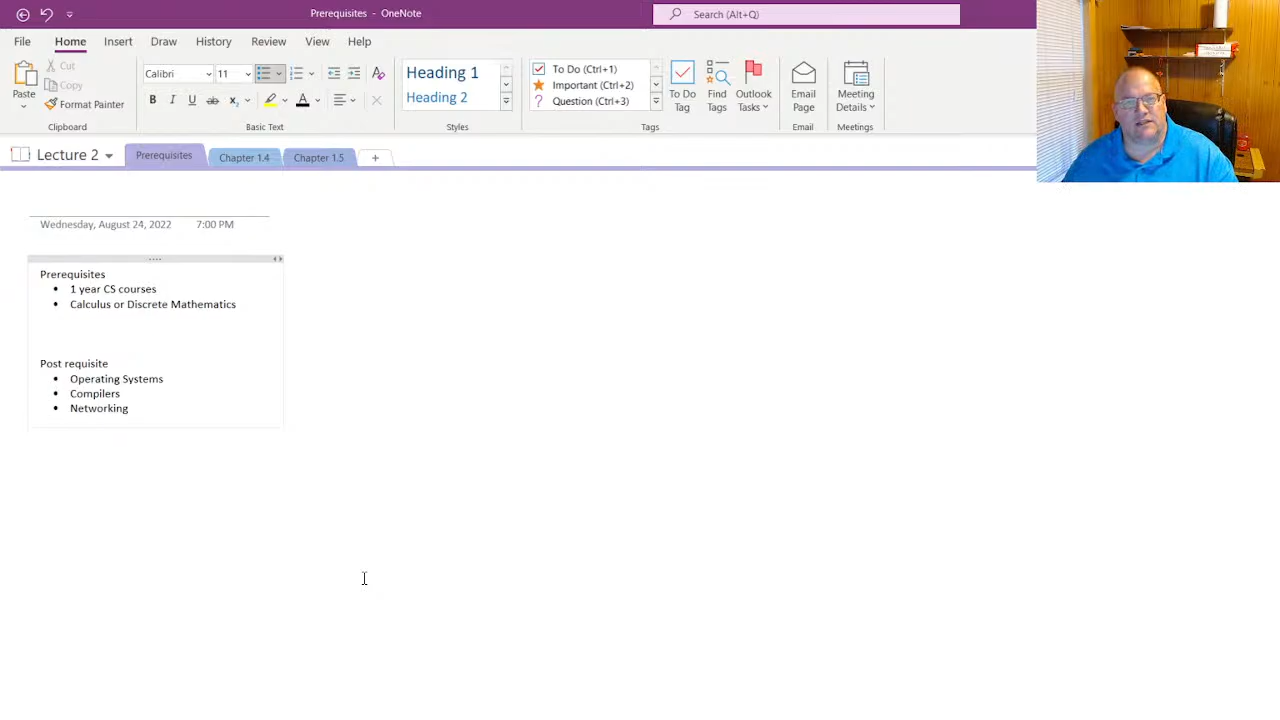 Prerequisites - OneNote
Search (Alt+Q)
File Home Insert Draw History Review View Help
Paste
Cut
Copy
Format Painter
Clipboard
Calibri 11
B I U ab x₂ A
Basic Text
Heading 1
Heading 2
Styles
To Do (Ctrl+1)
Important (Ctrl+2)
? Question (Ctrl+3)
To Do
Tag
Find
Tags
Outlook
Tasks
Tags
Email
Page
Email
Meeting
Details
Meetings
Lecture 2 Prerequisites Chapter 1.4 Chapter 1.5 +
Wednesday, August 24, 2022 7:00 PM
Prerequisites
• 1 year CS courses
• Calculus or Discrete Mathematics
Post requisite
• Operating Systems
• Compilers
• Networking